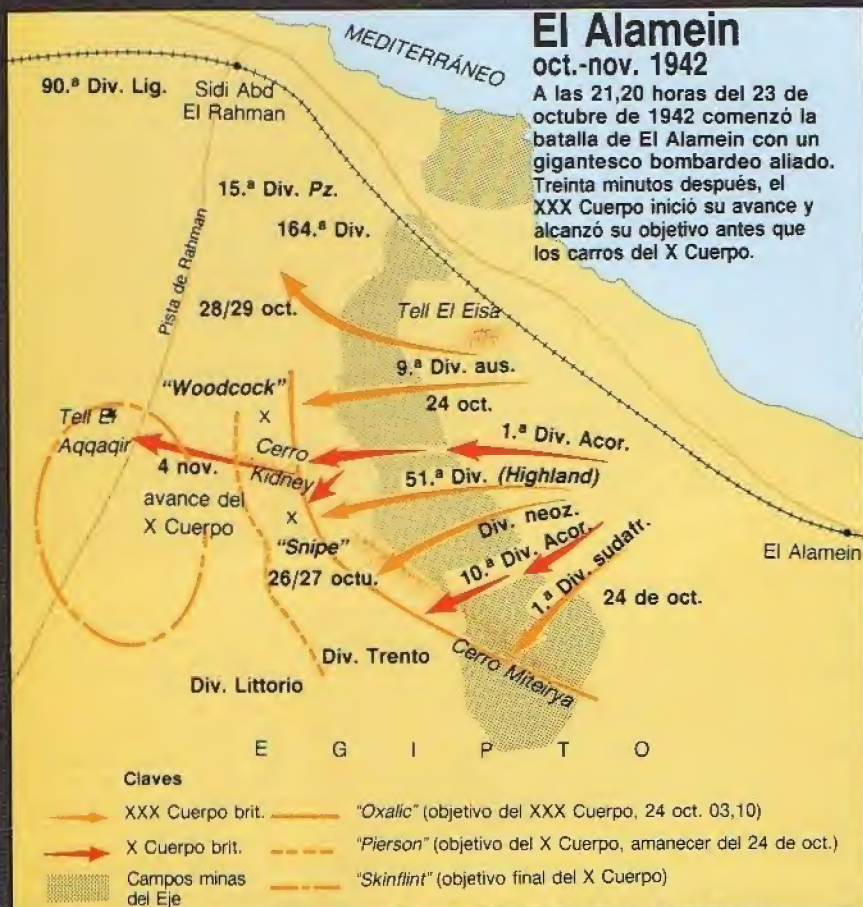 El Alamein
oct.-nov. 1942
A las 21,20 horas del 23 de
octubre de 1942 comenzó la
batalla de El Alamein con un
gigantesco bombardeo aliado.
Treinta minutos después, el
XXX Cuerpo inició su avance y
alcanzó su objetivo antes que
los carros del X Cuerpo.
MEDITERRÁNEO
90.ª Div. Lig.
Sidi Abd
El Rahman
15.ª Div. Pz.
164.ª Div.
Pista de Rahman
28/29 oct.
Tell El Eisa
9.ª Div. aus.
24 oct.
"Woodcock"
X
Tell El
Aqqaqir
Cerro
Kidney
1.ª Div. Acor.
4 nov.
avance del
X Cuerpo
51.ª Div. (Highland)
X
"Snipe"
26/27 octu.
Div. neoz.
10.ª Div. Acor.
1.ª Div. sudafr.
24 de oct.
El Alamein
Div. Trento
Cerro Miteirya
Div. Littorio
EGIPTO
Claves
XXX Cuerpo brit.
"Oxalic" (objetivo del XXX Cuerpo, 24 oct. 03,10)
X Cuerpo brit.
"Pierson" (objetivo del X Cuerpo, amanecer del 24 de oct.)
Campos minas
del Eje
"Skinflint" (objetivo final del X Cuerpo)